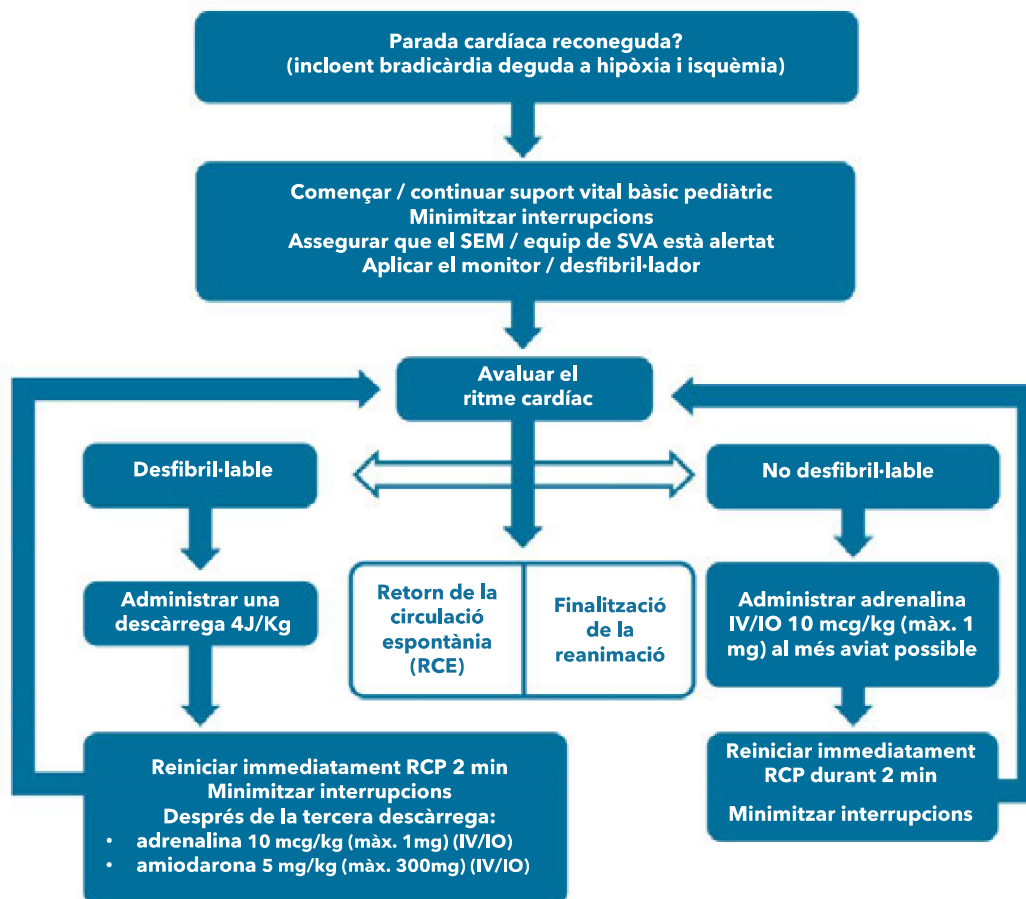 Parada cardíaca reconeguda?
(incloent bradicàrdia deguda a hipòxia i isquèmia)
Començar / continuar suport vital bàsic pediàtric
Minimitzar interrupcions
Assegurar que el SEM / equip de SVA està alertat
Aplicar el monitor / desfibril·lador
Avaluar el
ritme cardíac
Desfibril·lable
No desfibril·lable
Administrar una
descàrrega 4J/Kg
Retorn de la
circulació
espontània
(RCE)
Finalització
de la
reanimació
Administrar adrenalina
IV/IO 10 mcg/kg (màx. 1
mg) al més aviat possible
Reiniciar immediatament RCP 2 min
Minimitzar interrupcions
Després de la tercera descàrrega:
• adrenalina 10 mcg/kg (màx. 1mg) (IV/IO)
• amiodarona 5 mg/kg (màx. 300mg) (IV/IO)
Reiniciar immediatament
RCP durant 2 min
Minimitzar interrupcions